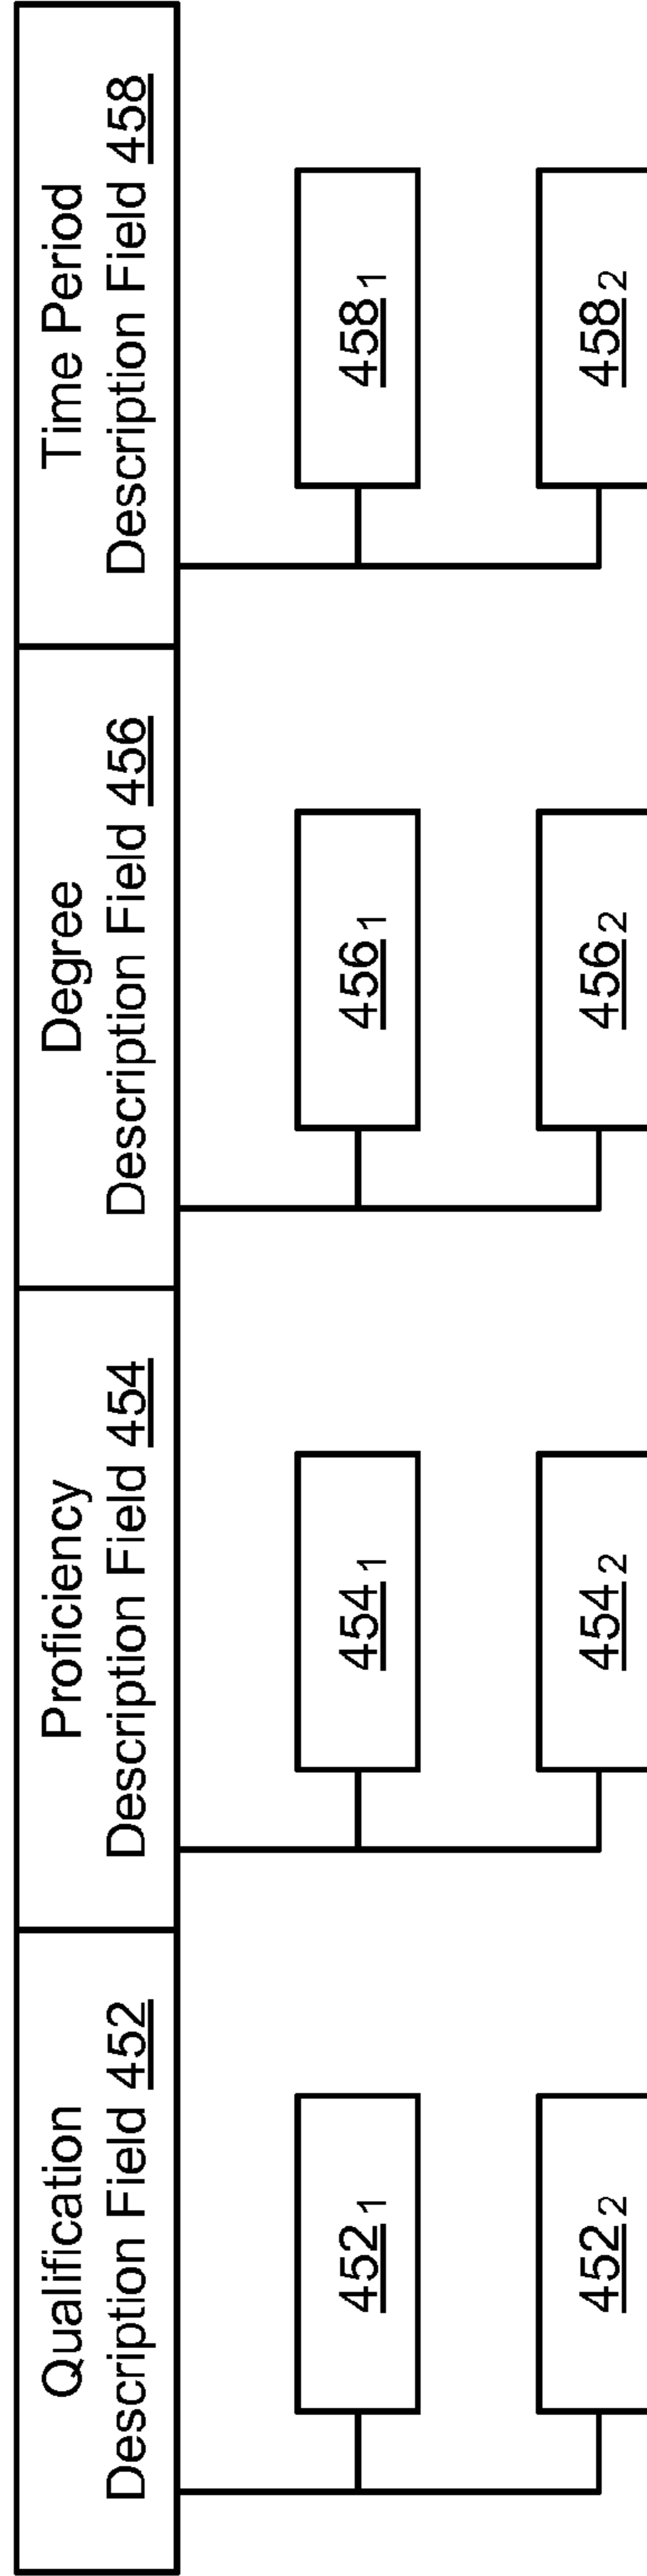 Qualification
Description Field 452
Proficiency
Description Field 454
Degree
Description Field 456
Time Period
Description Field 458
452₁
454₁
456₁
458₁
452₂
454₂
456₂
458₂